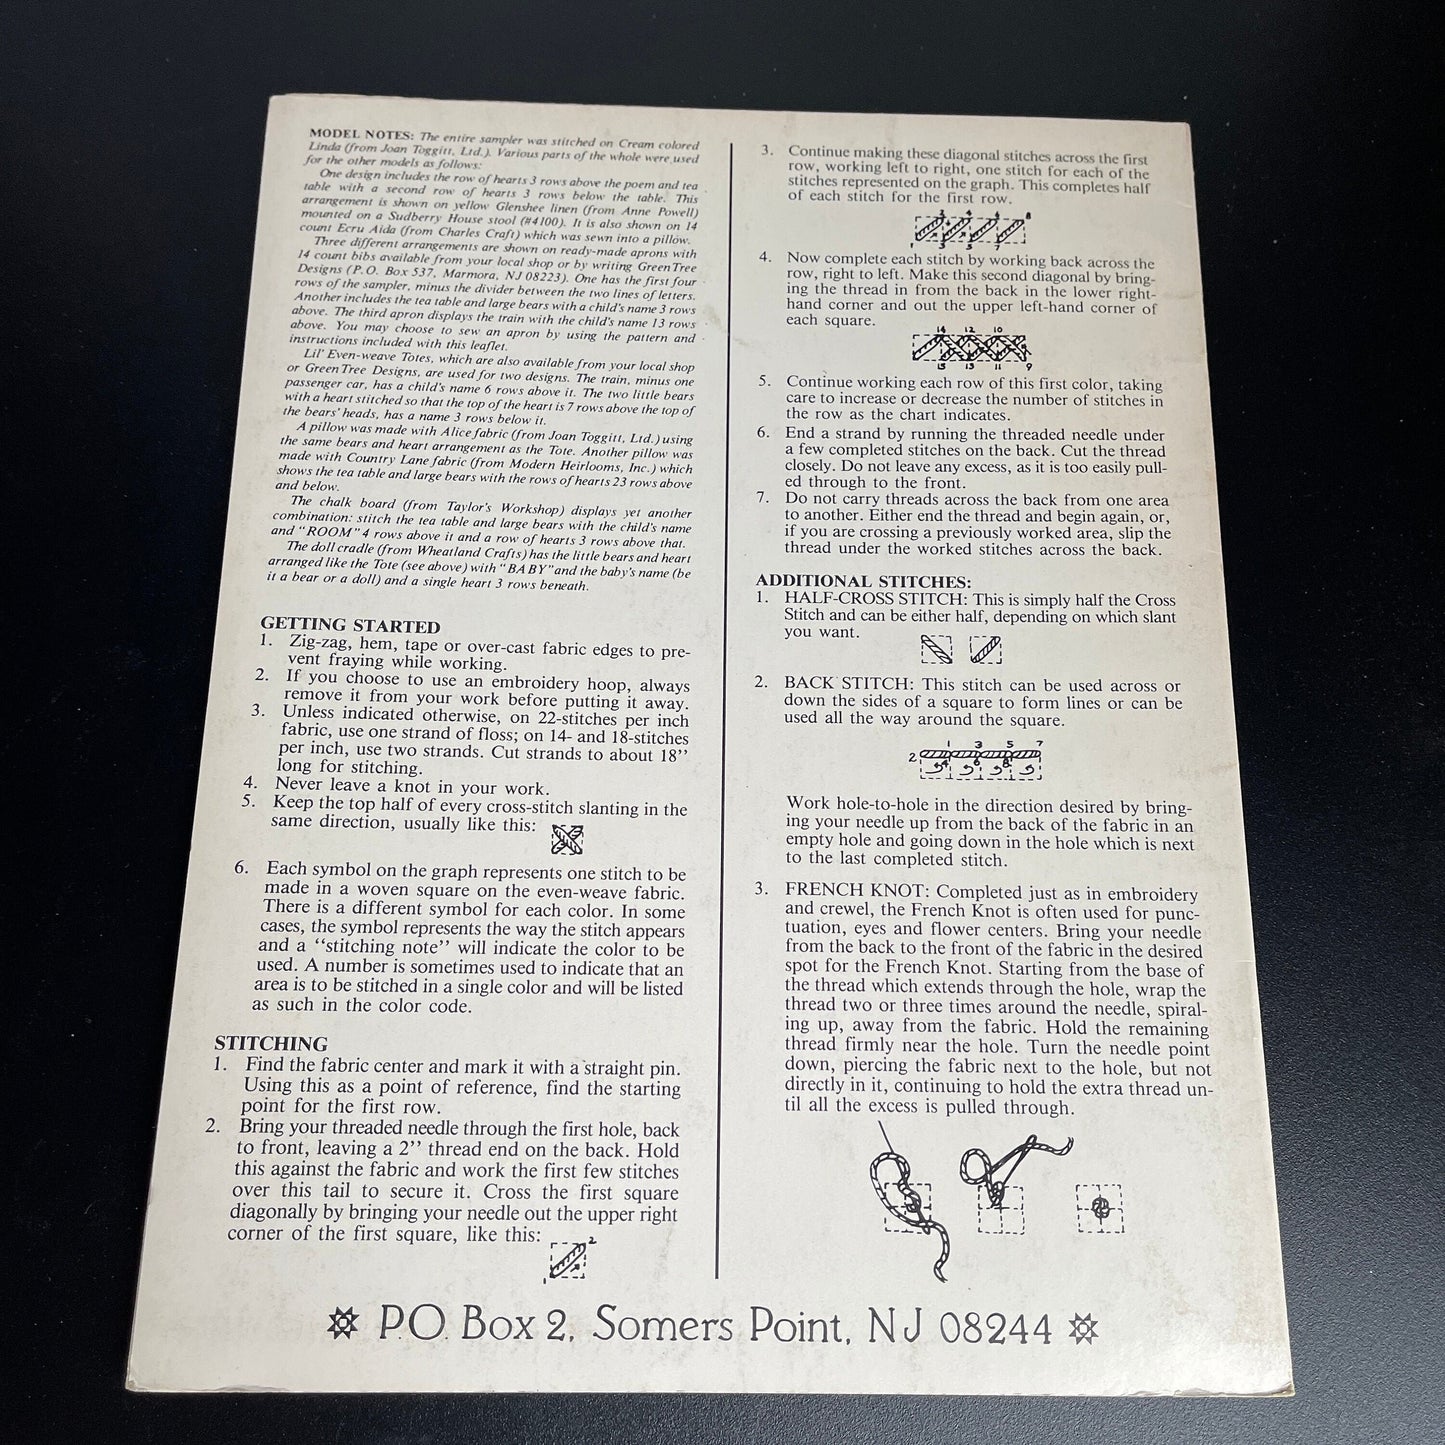 MODEL NOTES: The entire sampler was stitched on Cream colored
Linda (from Joan Toggitt, Ltd.). Various parts of the whole were used
for the other models as follows:
One design includes the row of hearts 3 rows above the poem and tea
table with a second row of hearts 3 rows below the table. This
arrangement is shown on yellow Glenshee linen (from Anne Powell)
mounted on a Sudberry House stool (#4100). It is also shown on 14
count Ecru Aida (from Charles Craft) which was sewn into a pillow.
Three different arrangements are shown on ready-made aprons with
14 count bibs available from your local shop or by writing GreenTree
Designs (P.O. Box 537, Marmora, NJ 08223). One has the first four
rows of the sampler, minus the divider between the two lines of letters.
Another includes the tea table and large bears with a child's name 3 rows
above. The third apron displays the train with the child's name 13 rows
above. You may choose to sew an apron by using the pattern and
instructions included with this leaflet.
Lil' Even-weave Totes, which are also available from your local shop
or GreenTree Designs, are used for two designs. The train, minus one
passenger car, has a child's name 6 rows above it. The two little bears
with a heart stitched so that the top of the heart is 7 rows above the top of
the bears' heads, has a name 3 rows below it.
A pillow was made with Alice fabric (from Joan Toggitt, Ltd.) using
the same bears and heart arrangement as the Tote. Another pillow was
made with Country Lane fabric (from Modern Heirlooms, Inc.) which
shows the tea table and large bears with the rows of hearts 23 rows above
and below.
The chalk board (from Taylor's Workshop) displays yet another
combination: stitch the tea table and large bears with the child's name
and "ROOM" 4 rows above it and a row of hearts 3 rows above that.
The doll cradle (from Wheatland Crafts) has the little bears and heart
arranged like the Tote (see above) with "BABY" and the baby's name (be
it a bear or a doll) and a single heart 3 rows beneath.
GETTING STARTED
1. Zig-zag, hem, tape or over-cast fabric edges to pre-
vent fraying while working.
2. If you choose to use an embroidery hoop, always
remove it from your work before putting it away.
3. Unless indicated otherwise, on 22-stitches per inch
fabric, use one strand of floss; on 14- and 18-stitches
per inch, use two strands. Cut strands to about 18''
long for stitching.
4. Never leave a knot in your work.
5. Keep the top half of every cross-stitch slanting in the
same direction, usually like this:
6. Each symbol on the graph represents one stitch to be
made in a woven square on the even-weave fabric.
There is a different symbol for each color. In some
cases, the symbol represents the way the stitch appears
and a ''stitching note'' will indicate the color to be
used. A number is sometimes used to indicate that an
area is to be stitched in a single color and will be listed
as such in the color code.
STITCHING
1. Find the fabric center and mark it with a straight pin.
Using this as a point of reference, find the starting
point for the first row.
2. Bring your threaded needle through the first hole, back
to front, leaving a 2'' thread end on the back. Hold
this against the fabric and work the first few stitches
over this tail to secure it. Cross the first square
diagonally by bringing your needle out the upper right
corner of the first square, like this:
2
1
3. Continue making these diagonal stitches across the first
row, working left to right, one stitch for each of the
stitches represented on the graph. This completes half
of each stitch for the first row.
2 4 6 8
1 3 5 7
4. Now complete each stitch by working back across the
row, right to left. Make this second diagonal by bring-
ing the thread in from the back in the lower right-
hand corner and out the upper left-hand corner of
each square.
14 12 10
15 13 11 9
5. Continue working each row of this first color, taking
care to increase or decrease the number of stitches in
the row as the chart indicates.
6. End a strand by running the threaded needle under
a few completed stitches on the back. Cut the thread
closely. Do not leave any excess, as it is too easily pull-
ed through to the front.
7. Do not carry threads across the back from one area
to another. Either end the thread and begin again, or,
if you are crossing a previously worked area, slip the
thread under the worked stitches across the back.
ADDITIONAL STITCHES:
1. HALF-CROSS STITCH: This is simply half the Cross
Stitch and can be either half, depending on which slant
you want.
2. BACK STITCH: This stitch can be used across or
down the sides of a square to form lines or can be
used all the way around the square.
1 3 5 7
2 4 6 8
Work hole-to-hole in the direction desired by bring-
ing your needle up from the back of the fabric in an
empty hole and going down in the hole which is next
to the last completed stitch.
3. FRENCH KNOT: Completed just as in embroidery
and crewel, the French Knot is often used for punc-
tuation, eyes and flower centers. Bring your needle
from the back to the front of the fabric in the desired
spot for the French Knot. Starting from the base of
the thread which extends through the hole, wrap the
thread two or three times around the needle, spiral-
ing up, away from the fabric. Hold the remaining
thread firmly near the hole. Turn the needle point
down, piercing the fabric next to the hole, but not
directly in it, continuing to hold the extra thread un-
til all the excess is pulled through.
P.O. Box 2, Somers Point, NJ 08244